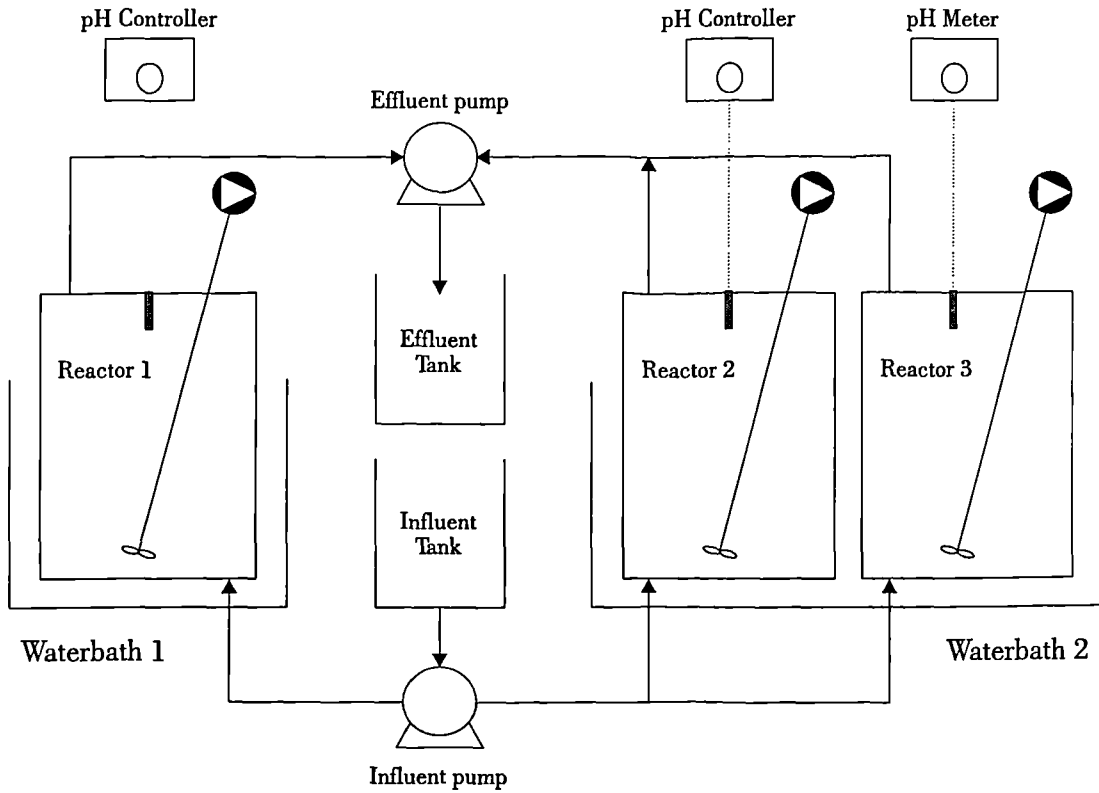 pH Controller
pH Controller
pH Meter
Effluent pump
Reactor 1
Effluent
Tank
Reactor 2
Reactor 3
Influent
Tank
Waterbath 1
Waterbath 2
Influent pump